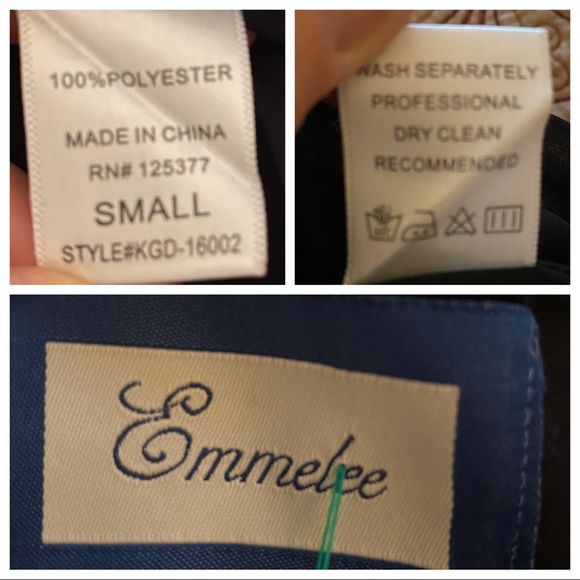 100%POLYESTER
MADE IN CHINA
RN# 125377
SMALL
STYLE#KGD-16002
WASH SEPARATELY
PROFESSIONAL
DRY CLEAN
RECOMMENDED
Emmelee